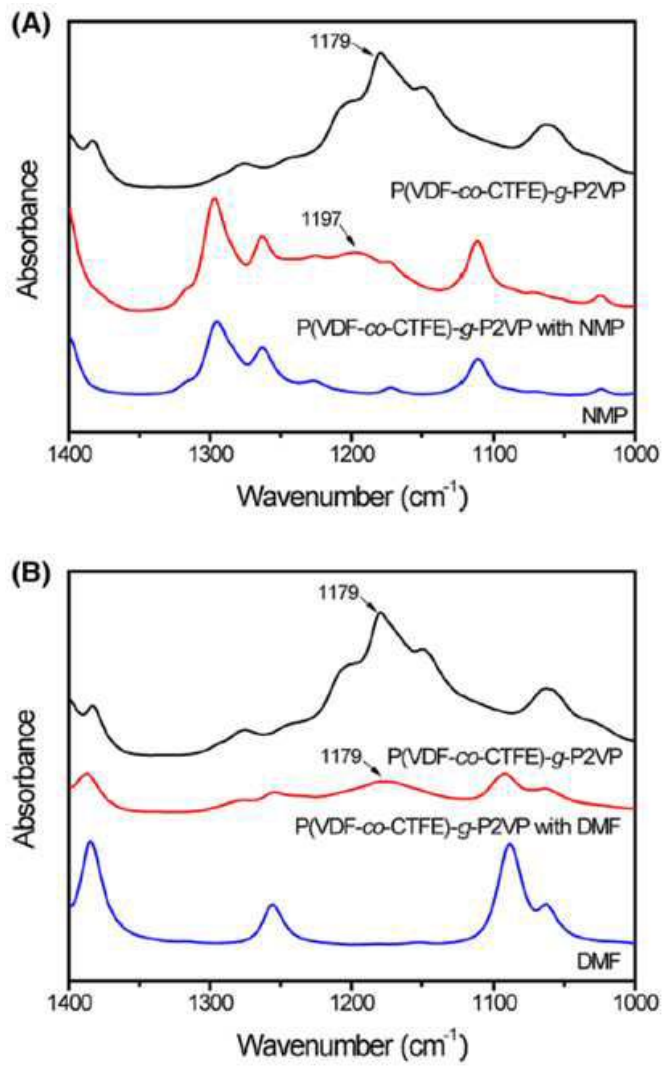 (A)
1179
P(VDF-co-CTFE)-g-P2VP
1197
P(VDF-co-CTFE)-g-P2VP with NMP
NMP
Absorbance
1400 1300 1200 1100 1000
Wavenumber (cm⁻¹)
(B)
1179
P(VDF-co-CTFE)-g-P2VP
1179
P(VDF-co-CTFE)-g-P2VP with DMF
DMF
Absorbance
1400 1300 1200 1100 1000
Wavenumber (cm⁻¹)